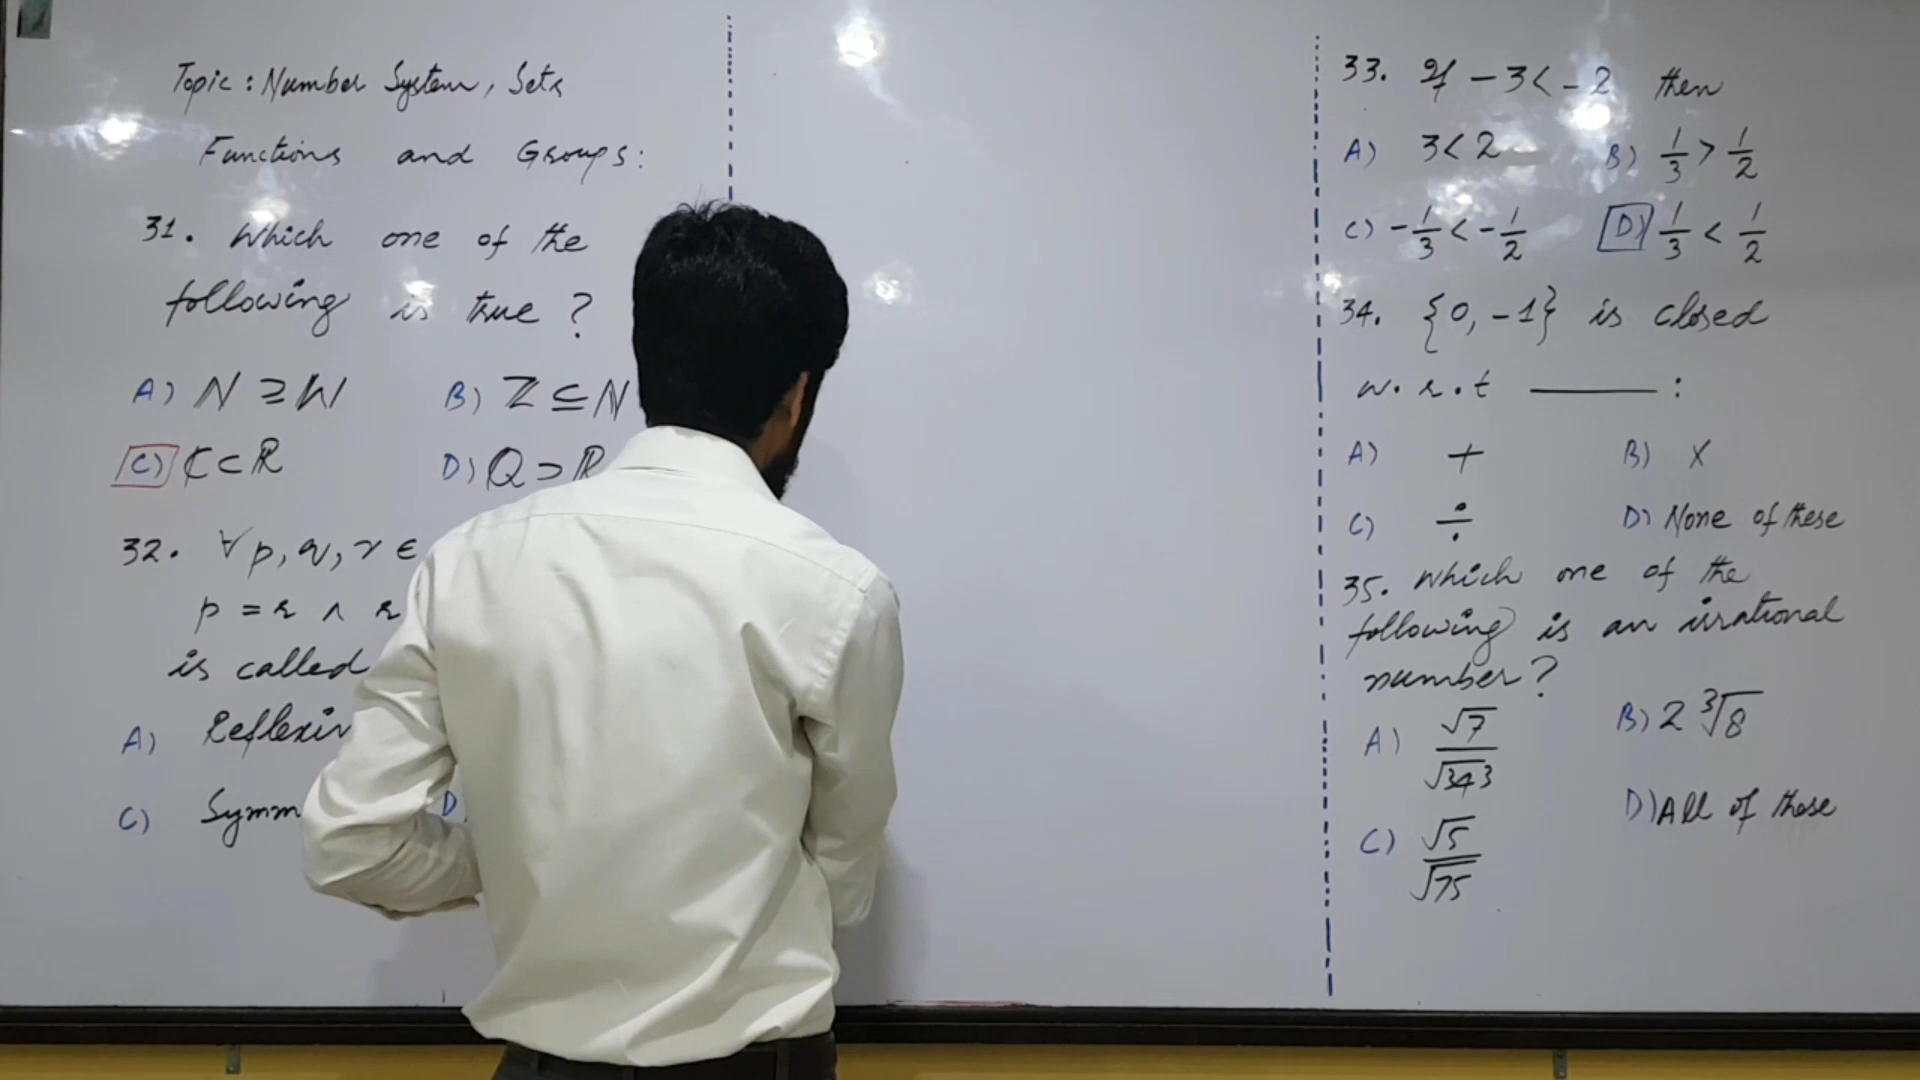 Topic: Number System, Sets
Functions and Groups:
31. Which one of the
following is true ?
A) ℕ ⊇ W B) ℤ ⊆ ℕ
C) ℂ ⊂ ℝ D) Q ⊃ ℝ
32. ∀ p, q, r ∈
p = r ∧ r
is called
A) Reflexiv
C) Symm D)
33. If -3 < -2 then
A) 3 < 2 B) 1/3 > 1/2
C) -1/3 < -1/2 D) 1/3 < 1/2
34. {0, -1} is closed
w.r.t ______ :
A) + B) ×
C) ÷ D) None of these
35. Which one of the
following is an irrational
number?
A) √7/√343 B) 2 ∛8
C) √5/√75 D) All of these